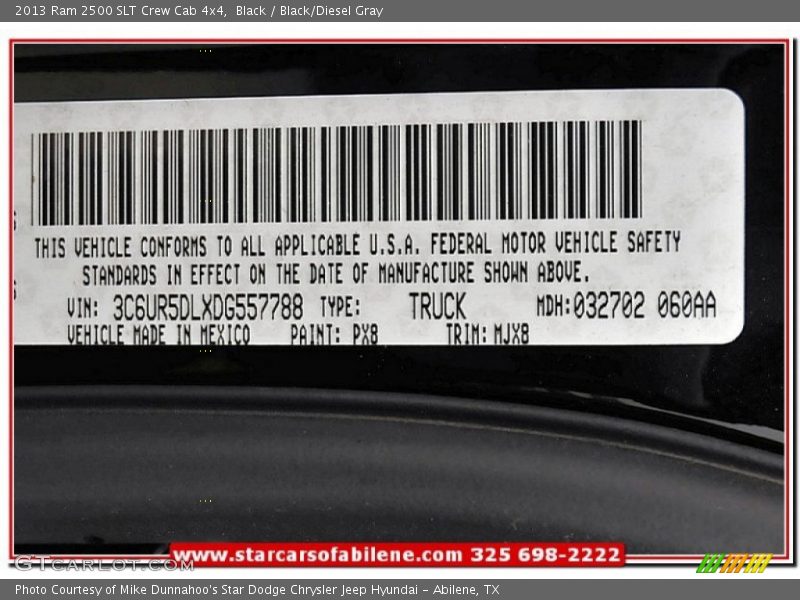 2013 Ram 2500 SLT Crew Cab 4x4, Black / Black/Diesel Gray
THIS VEHICLE CONFORMS TO ALL APPLICABLE U.S.A. FEDERAL MOTOR VEHICLE SAFETY
STANDARDS IN EFFECT ON THE DATE OF MANUFACTURE SHOWN ABOVE.
VIN: 3C6UR5DLXDG557788 TYPE: TRUCK MDH:032702 060AA
VEHICLE MADE IN MEXICO PAINT: PX8 TRIM: MJX8
www.starcarsofabilene.com 325 698-2222
GTCARLOT.COM
Photo Courtesy of Mike Dunnahoo's Star Dodge Chrysler Jeep Hyundai - Abilene, TX